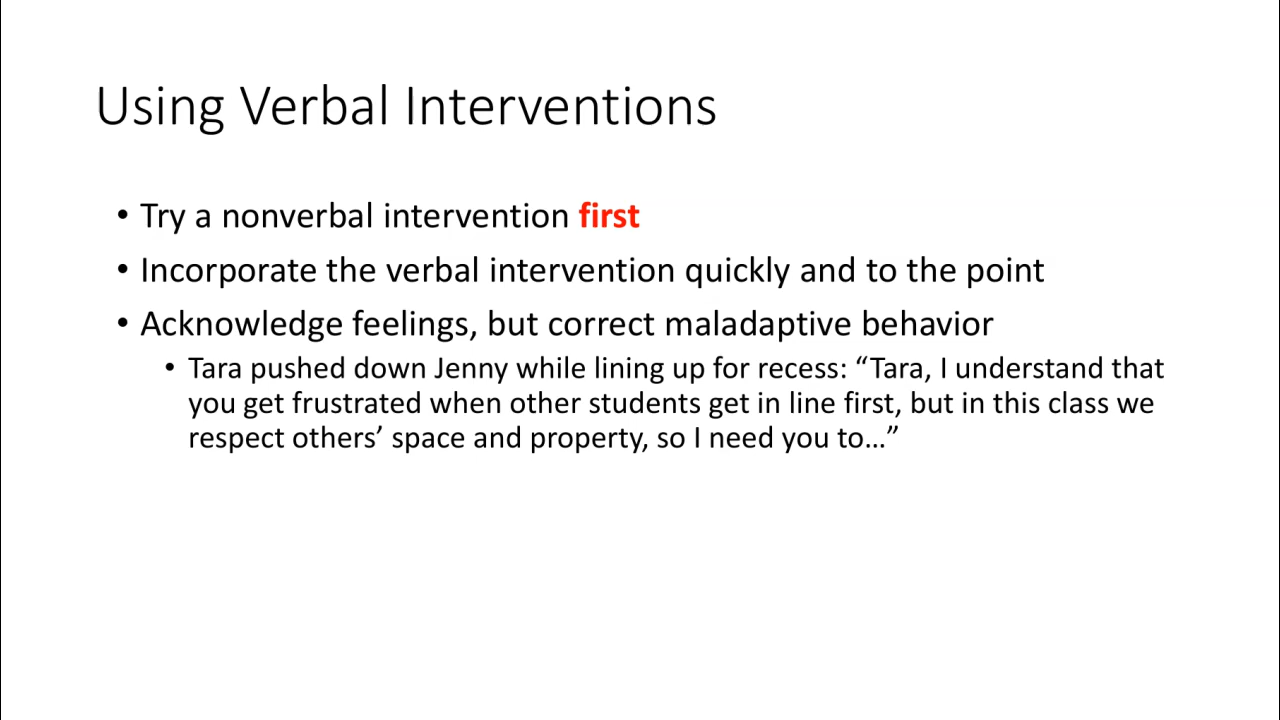 Using Verbal Interventions
• Try a nonverbal intervention first
• Incorporate the verbal intervention quickly and to the point
• Acknowledge feelings, but correct maladaptive behavior
• Tara pushed down Jenny while lining up for recess: “Tara, I understand that
you get frustrated when other students get in line first, but in this class we
respect others’ space and property, so I need you to…”